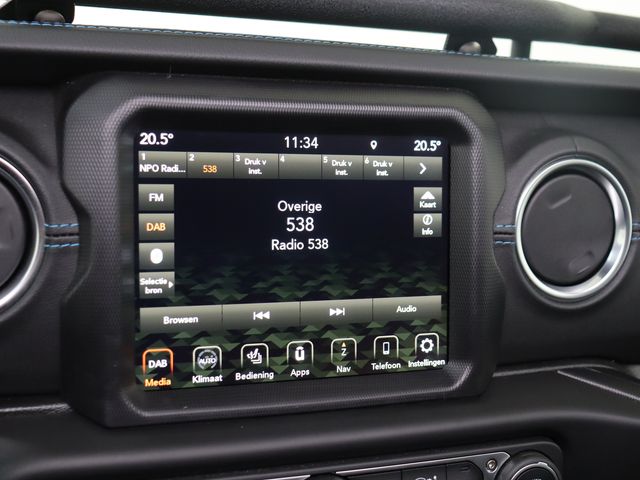 20.5°
11:34
20.5°
1 NPO Radi...
2 538
3 Druk v inst.
4
5 Druk v inst.
6 Druk v inst.
FM
DAB
Selectie bron
Overige
538
Radio 538
Kaart
Info
Browsen
Audio
DAB
Media
AUTO
Klimaat
Bediening
Apps
Z
Nav
Telefoon
Instellingen